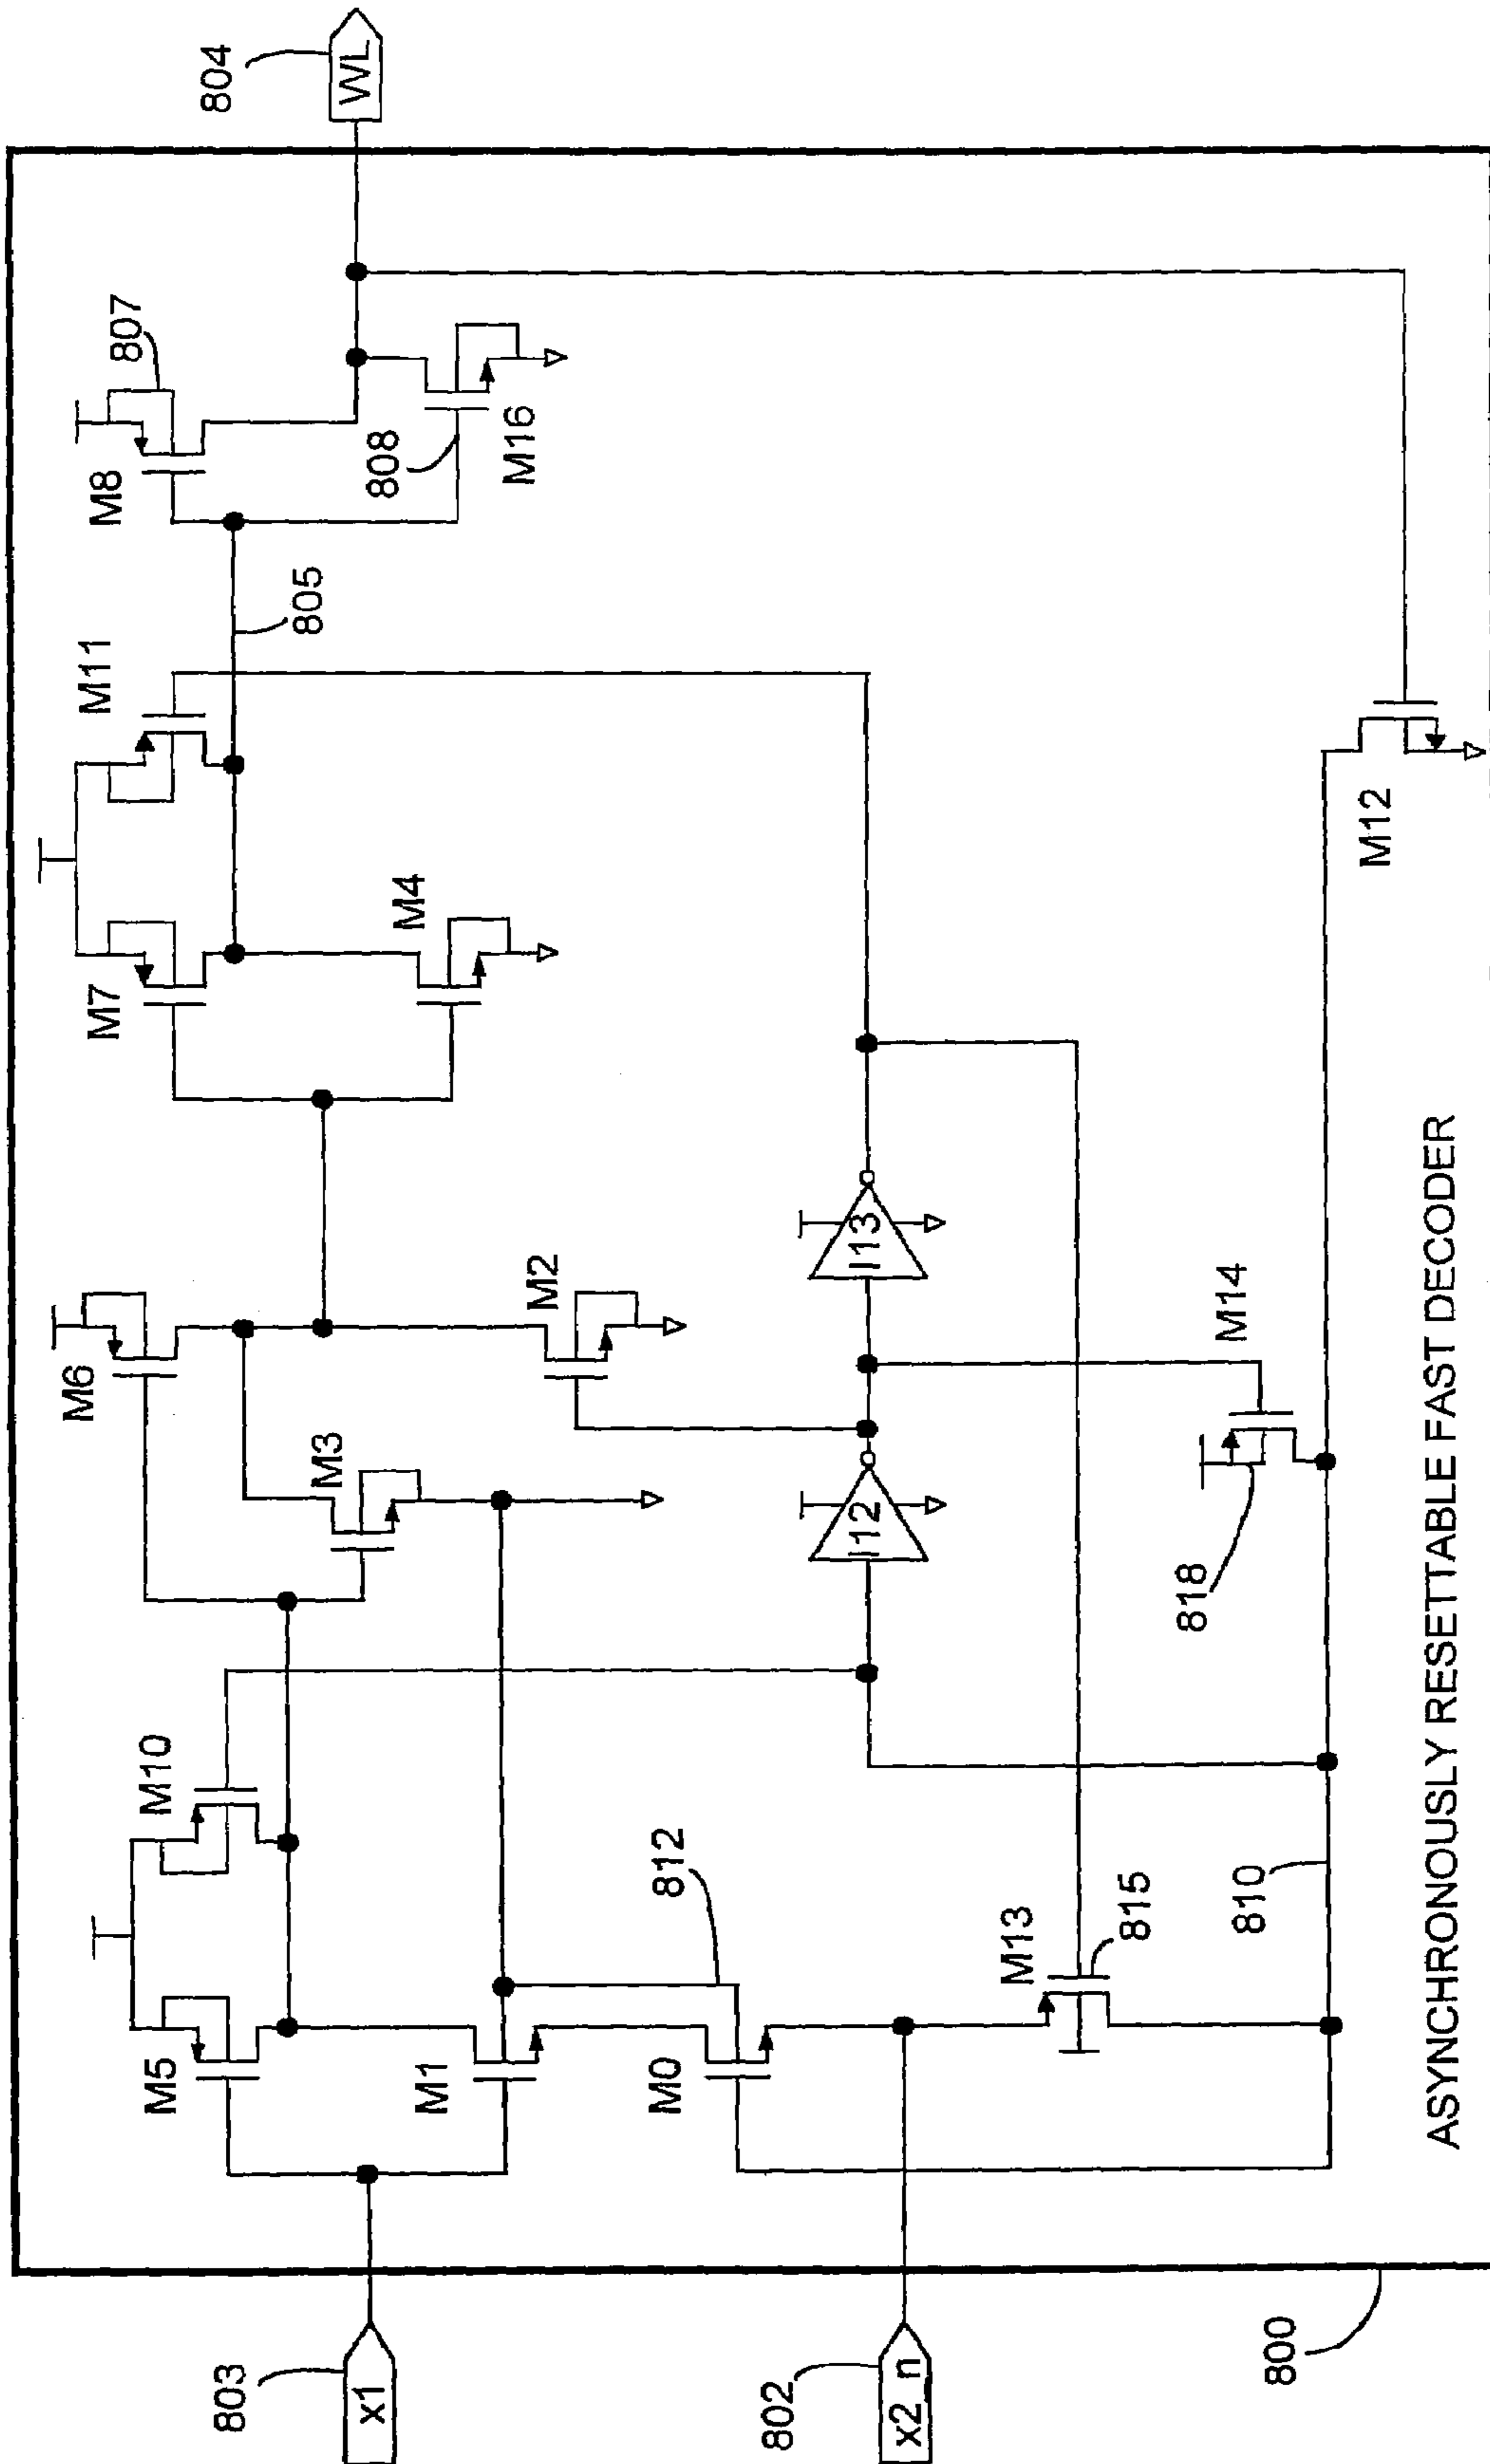 803
x1
802
x2_n
800
M5
M10
M1
M0
812
M13
815
810
M6
M3
M2
I12
I13
M14
818
M7
M4
M11
805
M8
807
808
M16
M12
804
WL
ASYNCHRONOUSLY RESETTABLE FAST DECODER